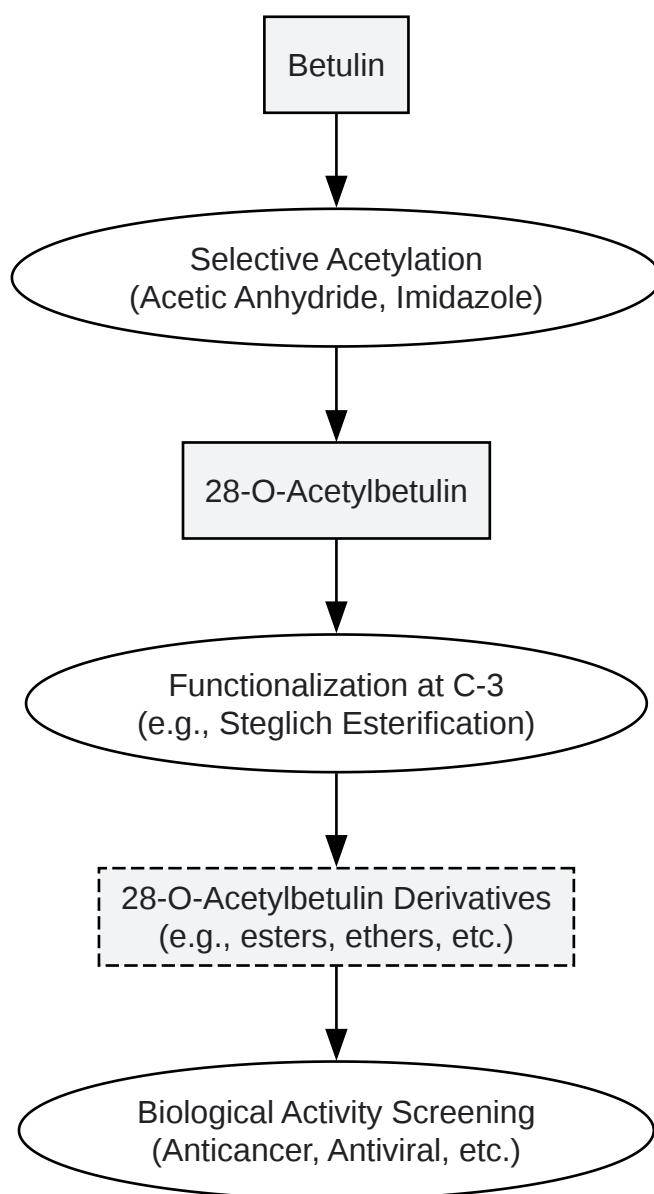 Betulin
Selective Acetylation
(Acetic Anhydride, Imidazole)
28-O-Acetylbetulin
Functionalization at C-3
(e.g., Steglich Esterification)
28-O-Acetylbetulin Derivatives
(e.g., esters, ethers, etc.)
Biological Activity Screening
(Anticancer, Antiviral, etc.)